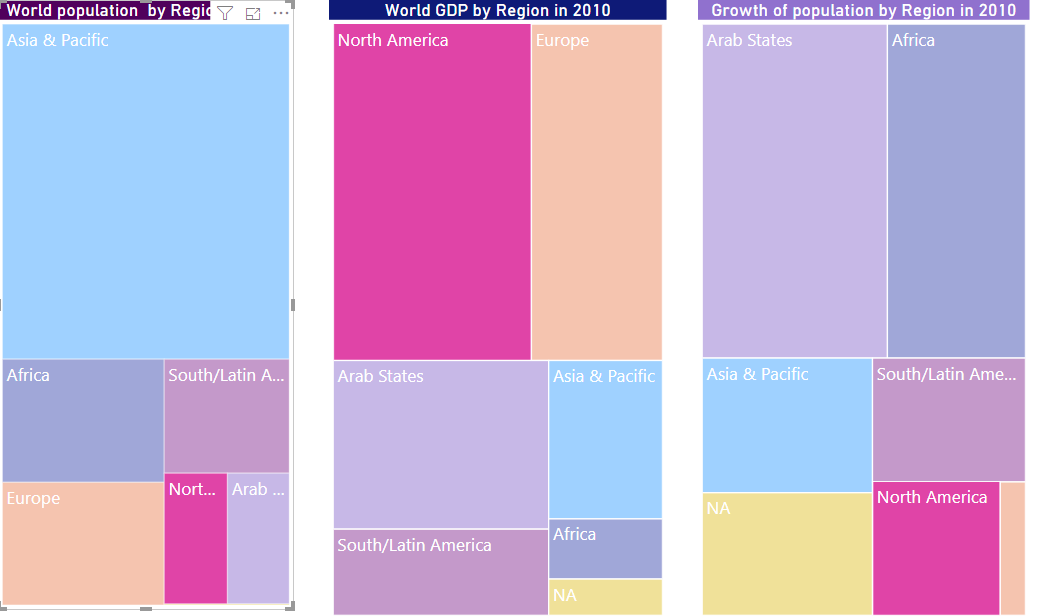 World population by Regio
Asia & Pacific
Africa
South/Latin A...
Europe
Nort...
Arab ...
World GDP by Region in 2010
North America
Europe
Arab States
Asia & Pacific
South/Latin America
Africa
NA
Growth of population by Region in 2010
Arab States
Africa
Asia & Pacific
South/Latin Ame...
NA
North America